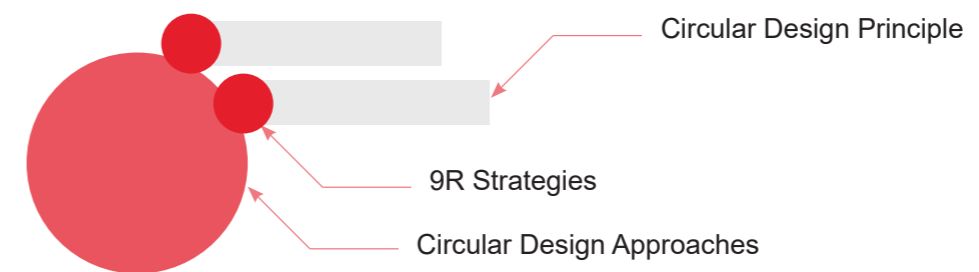 Circular Design Principle
9R Strategies
Circular Design Approaches